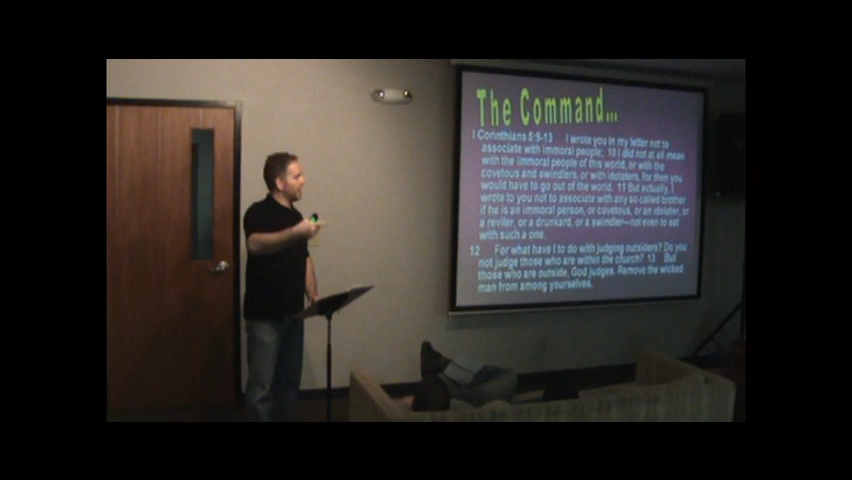 The Command...
I Corinthians 5:9-13 I wrote you in my letter not to
associate with immoral people; 10 I did not at all mean
with the immoral people of this world, or with the
covetous and swindlers, or with idolaters, for then you
would have to go out of the world. 11 But actually, I
wrote to you not to associate with any so-called brother
if he is an immoral person, or covetous, or an idolater, or
a reviler, or a drunkard, or a swindler—not even to eat
with such a one.
12 For what have I to do with judging outsiders? Do you
not judge those who are within the church? 13 But
those who are outside, God judges. Remove the wicked
man from among yourselves.